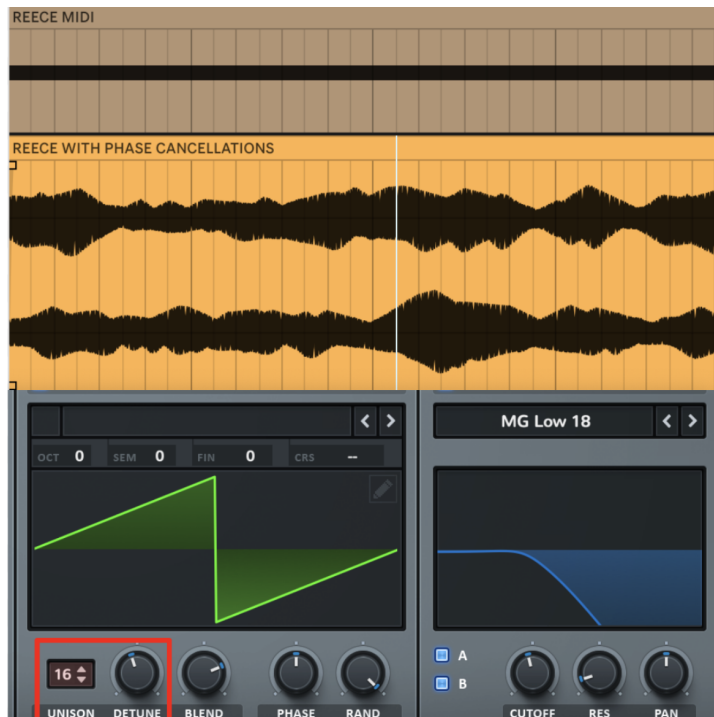 REECE MIDI
REECE WITH PHASE CANCELLATIONS
< >
OCT 0 SEM 0 FIN 0 CRS --
MG Low 18 < >
16
UNISON DETUNE BLEND PHASE RAND
A
B
CUTOFF RES PAN